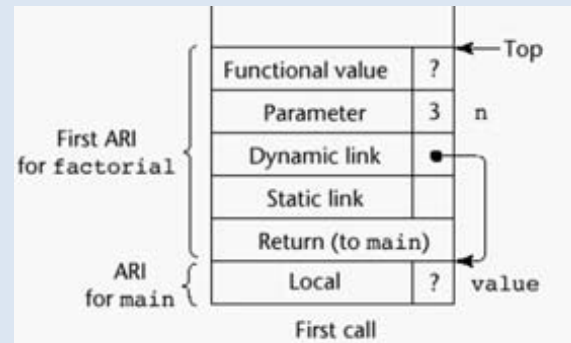 Top
Functional value ?
Parameter 3 n
First ARI
for factorial
Dynamic link
Static link
Return (to main)
ARI
for main
Local ? value
First call